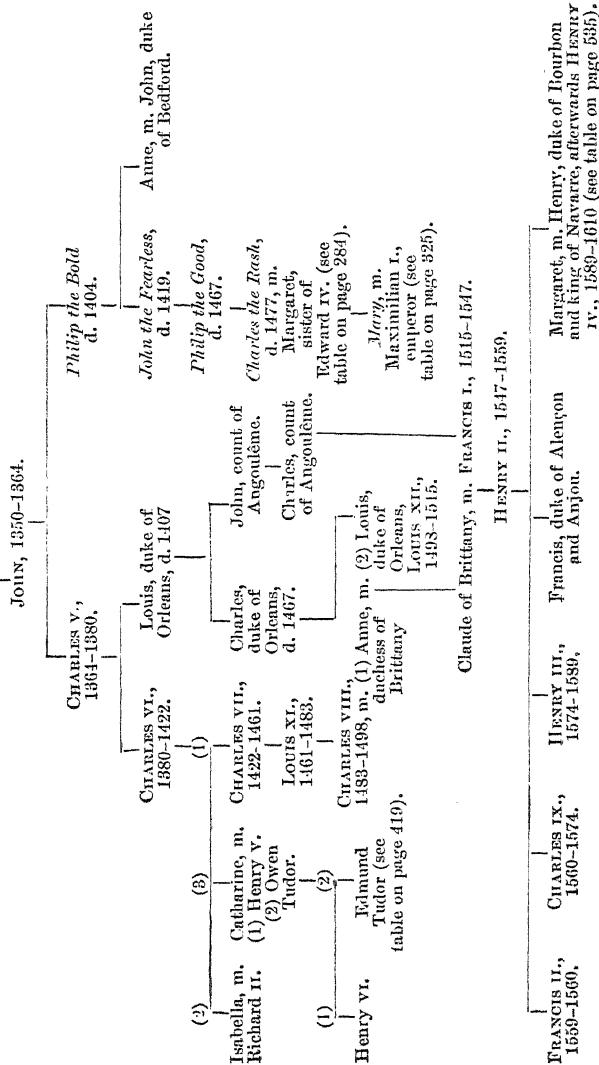 JOHN, 1350–1364.
CHARLES V.,
1364–1380.
Philip the Bold
d. 1404.
CHARLES VI.,
1380–1422.
Louis, duke of
Orleans, d. 1407
John the Fearless,
d. 1419.
Anne, m. John, duke
of Bedford.
(2)
(3)
(1)
Isabella, m.
Richard II.
Catharine, m.
(1) Henry V.
(2) Owen
Tudor.
CHARLES VII.,
1422–1461.
Charles,
duke of
Orleans,
d. 1467.
John, count of
Angoulême.
Philip the Good,
d. 1467.
LOUIS XI.,
1461–1483.
Charles, count
of Angoulême.
Charles the Rash,
d. 1477, m.
Margaret,
sister of
Edward IV. (see
table on page 284).
(1)
(2)
Henry VI.
Edmund
Tudor (see
table on page 419).
CHARLES VIII.,
1483–1498, m. (1) Anne, m. (2) Louis,
duchess of
Brittany
duke of
Orleans,
LOUIS XII.,
1498–1515.
Mary, m.
Maximilian I.,
emperor (see
table on page 325).
Claude of Brittany, m. FRANCIS I., 1515–1547.
HENRY II., 1547–1559.
FRANCIS II.,
1559–1560.
CHARLES IX.,
1560–1574.
HENRY III.,
1574–1589.
Francis, duke of Alençon
and Anjou.
Margaret, m. Henry, duke of Bourbon
and king of Navarre, afterwards HENRY
IV., 1589–1610 (see table on page 535).